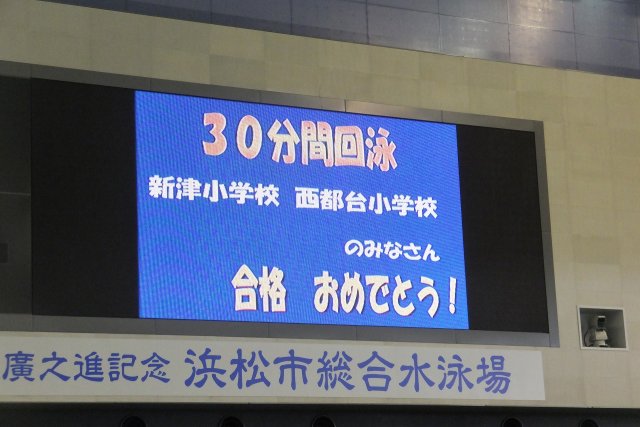 ３０分間回泳
新津小学校　西都台小学校
のみなさん
合格　おめでとう！
廣之進記念 浜松市総合水泳場